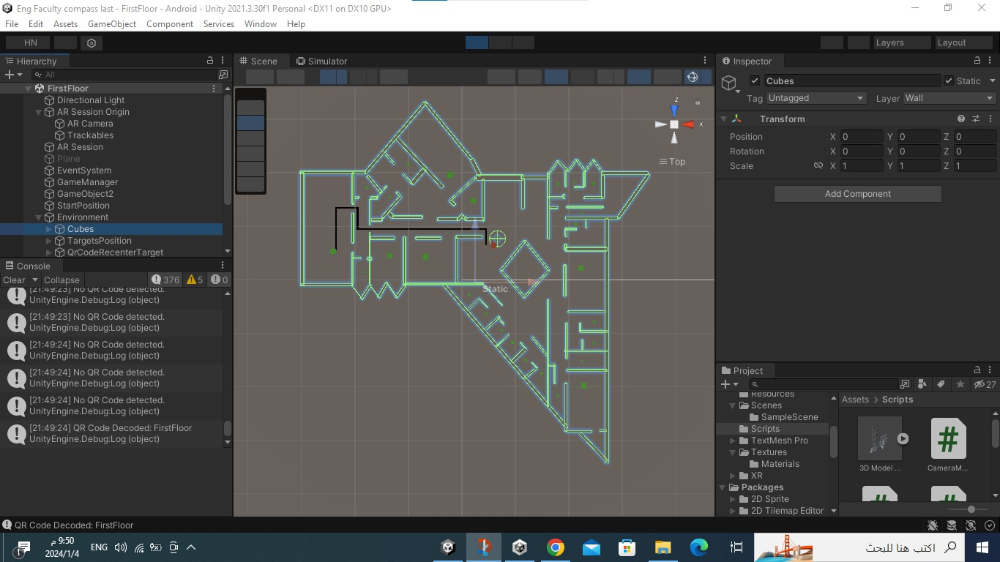 Eng Faculty compass last - FirstFloor - Android - Unity 2021.3.30f1 Personal <DX11 on DX10 GPU>
File Edit Assets GameObject Component Services Window Help
HN
Layers
Layout
Hierarchy
All
FirstFloor
Directional Light
AR Session Origin
AR Camera
Trackables
AR Session
Plane
EventSystem
GameManager
GameObject2
StartPosition
Environment
Cubes
TargetsPosition
QrCodeRecenterTarget
Console
Clear Collapse 376 5 0
[21:49:23] No QR Code detected.
UnityEngine.Debug:Log (object)
[21:49:23] No QR Code detected.
UnityEngine.Debug:Log (object)
[21:49:24] No QR Code detected.
UnityEngine.Debug:Log (object)
[21:49:24] No QR Code detected.
UnityEngine.Debug:Log (object)
[21:49:24] No QR Code detected.
UnityEngine.Debug:Log (object)
[21:49:24] QR Code Decoded: FirstFloor
UnityEngine.Debug:Log (object)
QR Code Decoded: FirstFloor
Scene Simulator
z
x
Top
Static
Inspector
Cubes Static
Tag Untagged Layer Wall
Transform
Position X 0 Y 0 Z 0
Rotation X 0 Y 0 Z 0
Scale X 1 Y 1 Z 1
Add Component
Project
27
Resources
Scenes
SampleScene
Scripts
TextMesh Pro
Textures
Materials
XR
Packages
2D Sprite
2D Tilemap Editor
Assets > Scripts
3D Model ...
CameraM...
9:50 م
2024/1/4
1
ENG
اكتب هنا للبحث